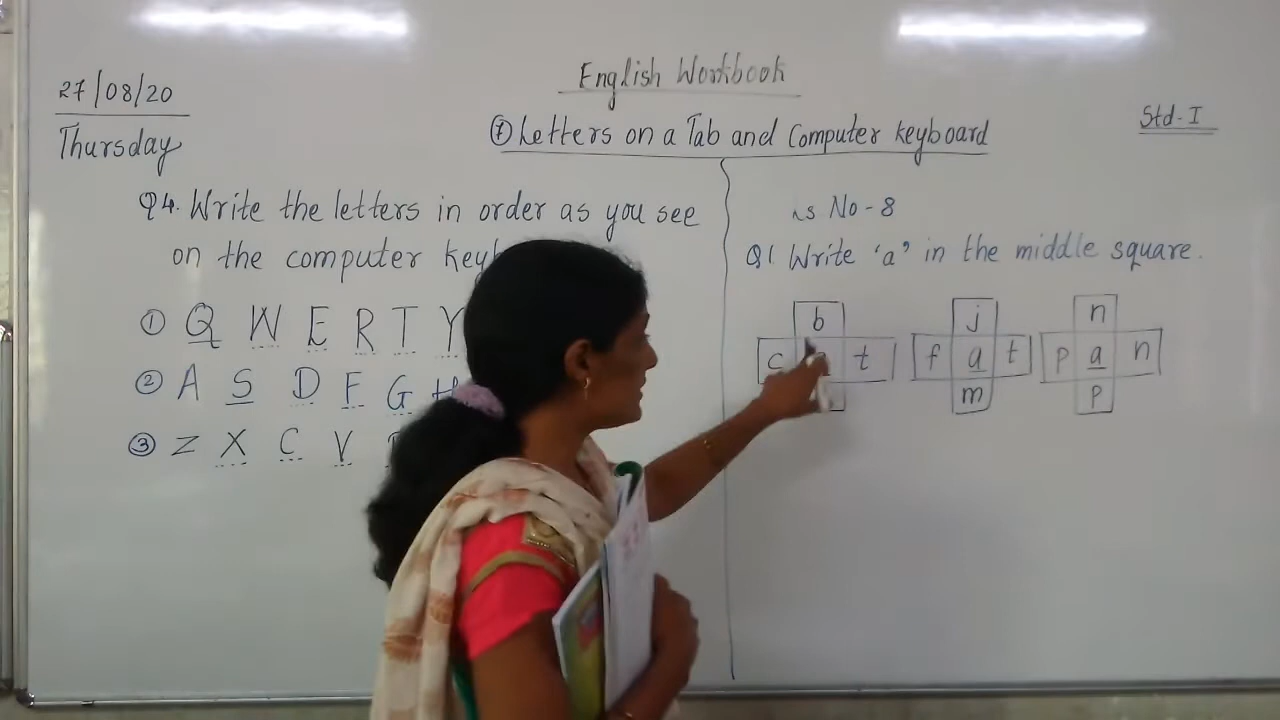 27/08/20
Thursday
English Workbook
Std-I
⑦ Letters on a Tab and Computer keyboard
Q4. Write the letters in order as you see
on the computer
① Q W E R T Y
② A S D F G
③ Z X C V
No-8
Q1 Write 'a' in the middle square.
b
c t
j
f a t
m
n
p a n
p